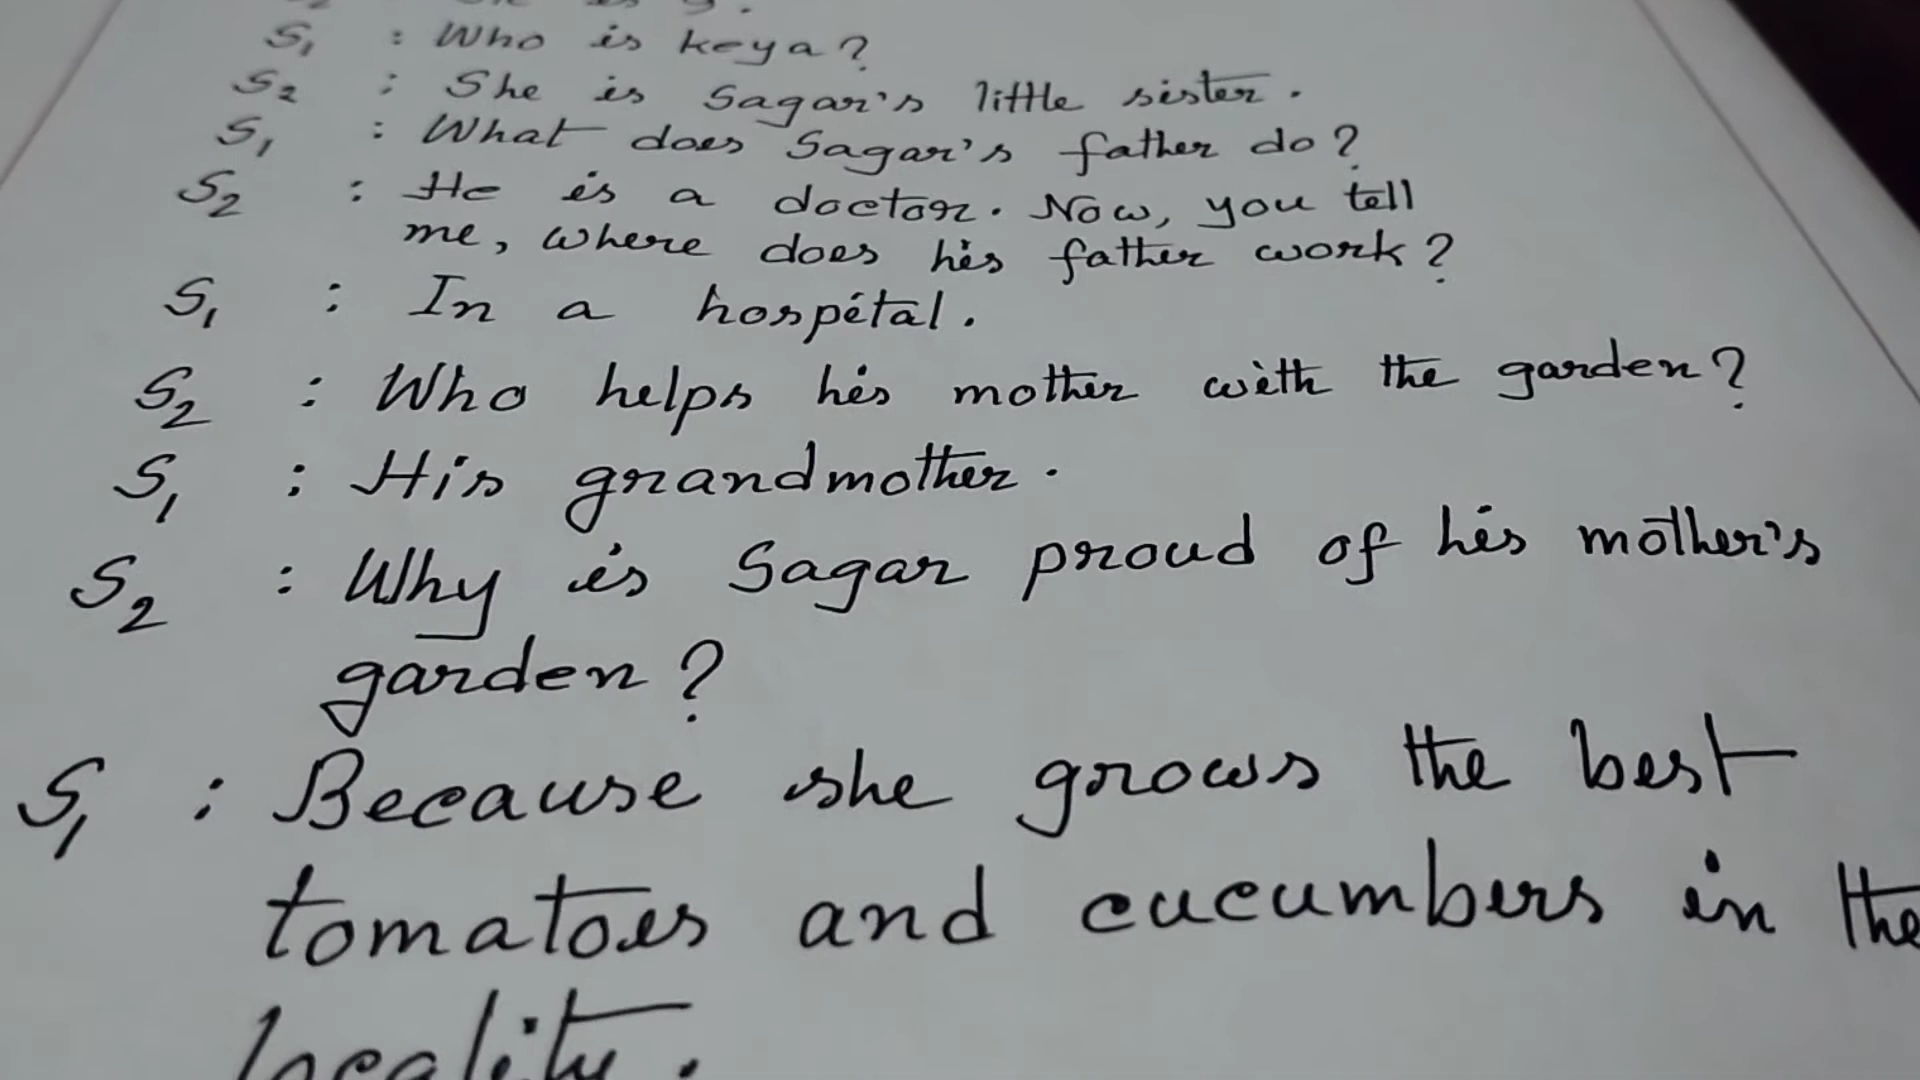 S1 : Who is keya?
S2 : She is Sagar's little sister.
S1 : What does Sagar's father do?
S2 : He is a doctor. Now, you tell
me, where does his father work?
S1 : In a hospital.
S2 : Who helps his mother with the garden?
S1 : His grandmother.
S2 : Why is Sagar proud of his mother's
garden?
S1 : Because she grows the best
tomatoes and cucumbers in the
locality.